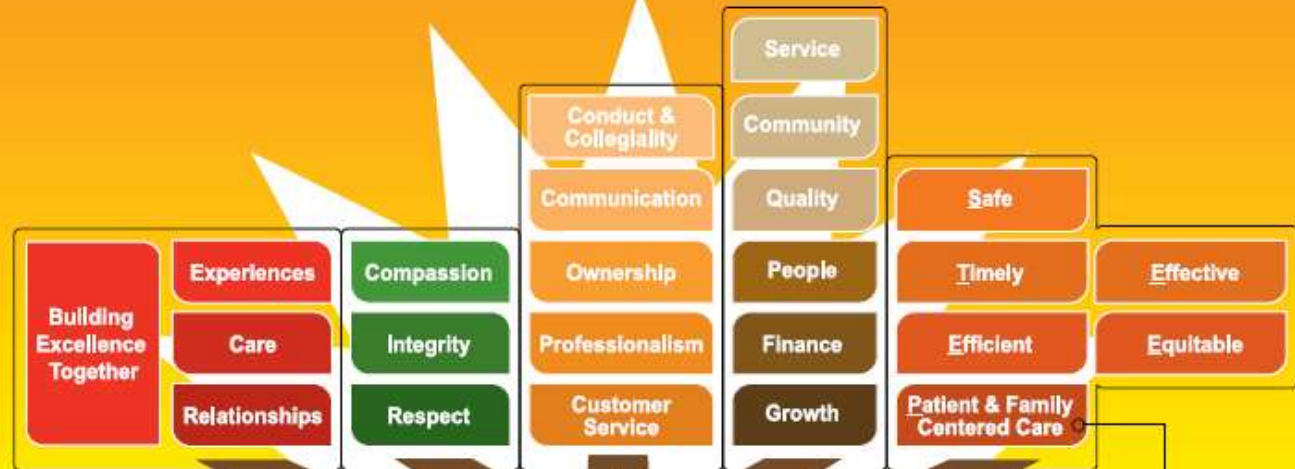 Building
Excellence
Together
Experiences
Care
Relationships
Compassion
Integrity
Respect
Conduct &
Collegiality
Communication
Ownership
Professionalism
Customer
Service
Service
Community
Quality
People
Finance
Growth
Safe
Timely
Efficient
Patient & Family
Centered Care
Effective
Equitable